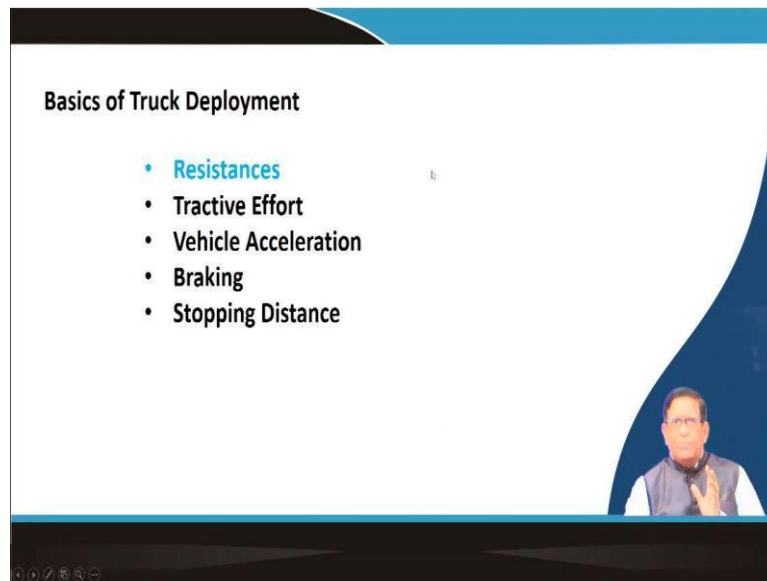 Basics of Truck Deployment
• Resistances
• Tractive Effort
• Vehicle Acceleration
• Braking
• Stopping Distance